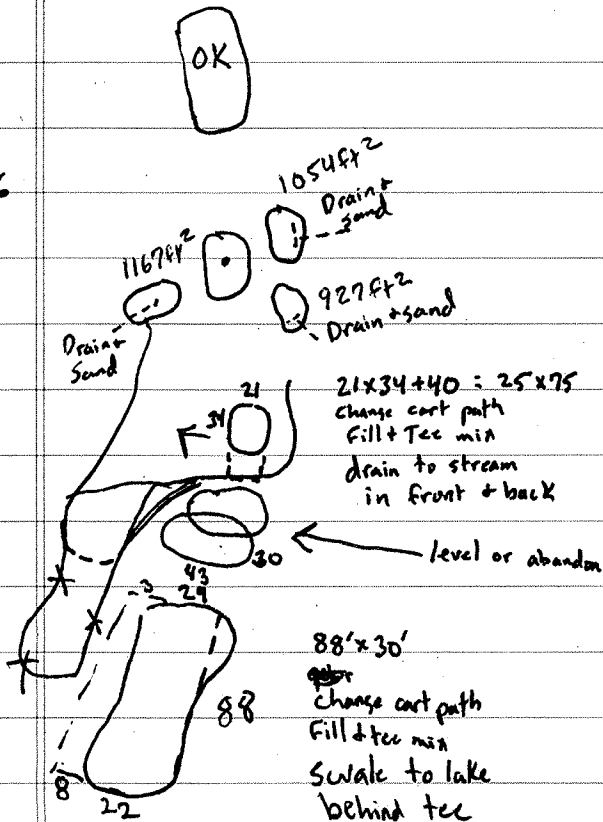 OK
1054ft²
Drain +
sand
1167ft²
Drain +
Sand
927ft²
Drain + sand
21
34
21x34+40 = 25x75
change cart path
Fill + Tee mix
drain to stream
in front + back
level or abandon
30
43
3
29
88
8
22
88'x30'
change cart path
Fill + tee mix
Swale to lake
behind tee